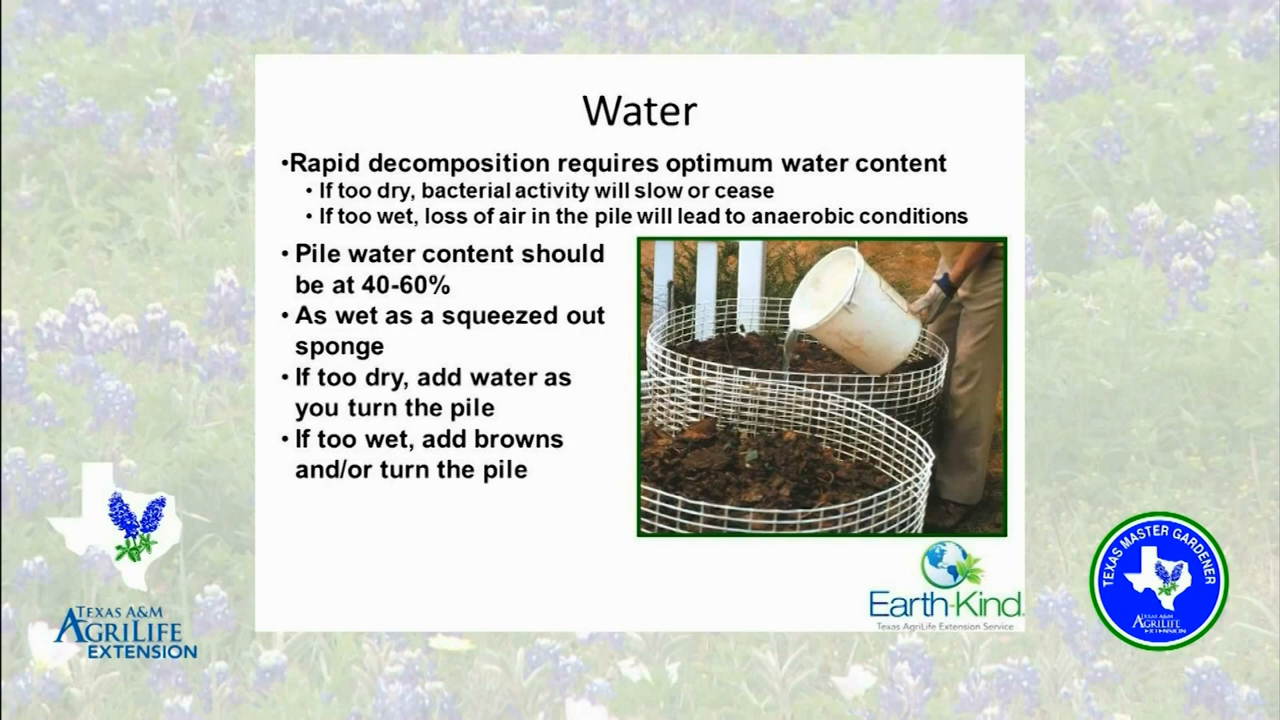 Water
•Rapid decomposition requires optimum water content
• If too dry, bacterial activity will slow or cease
• If too wet, loss of air in the pile will lead to anaerobic conditions
• Pile water content should
be at 40-60%
• As wet as a squeezed out
sponge
• If too dry, add water as
you turn the pile
• If too wet, add browns
and/or turn the pile
Earth-Kind
Texas AgriLife Extension Service
TEXAS A&M
AGRILIFE
EXTENSION
TEXAS MASTER GARDENER
TEXAS A&M
AGRILIFE
EXTENSION